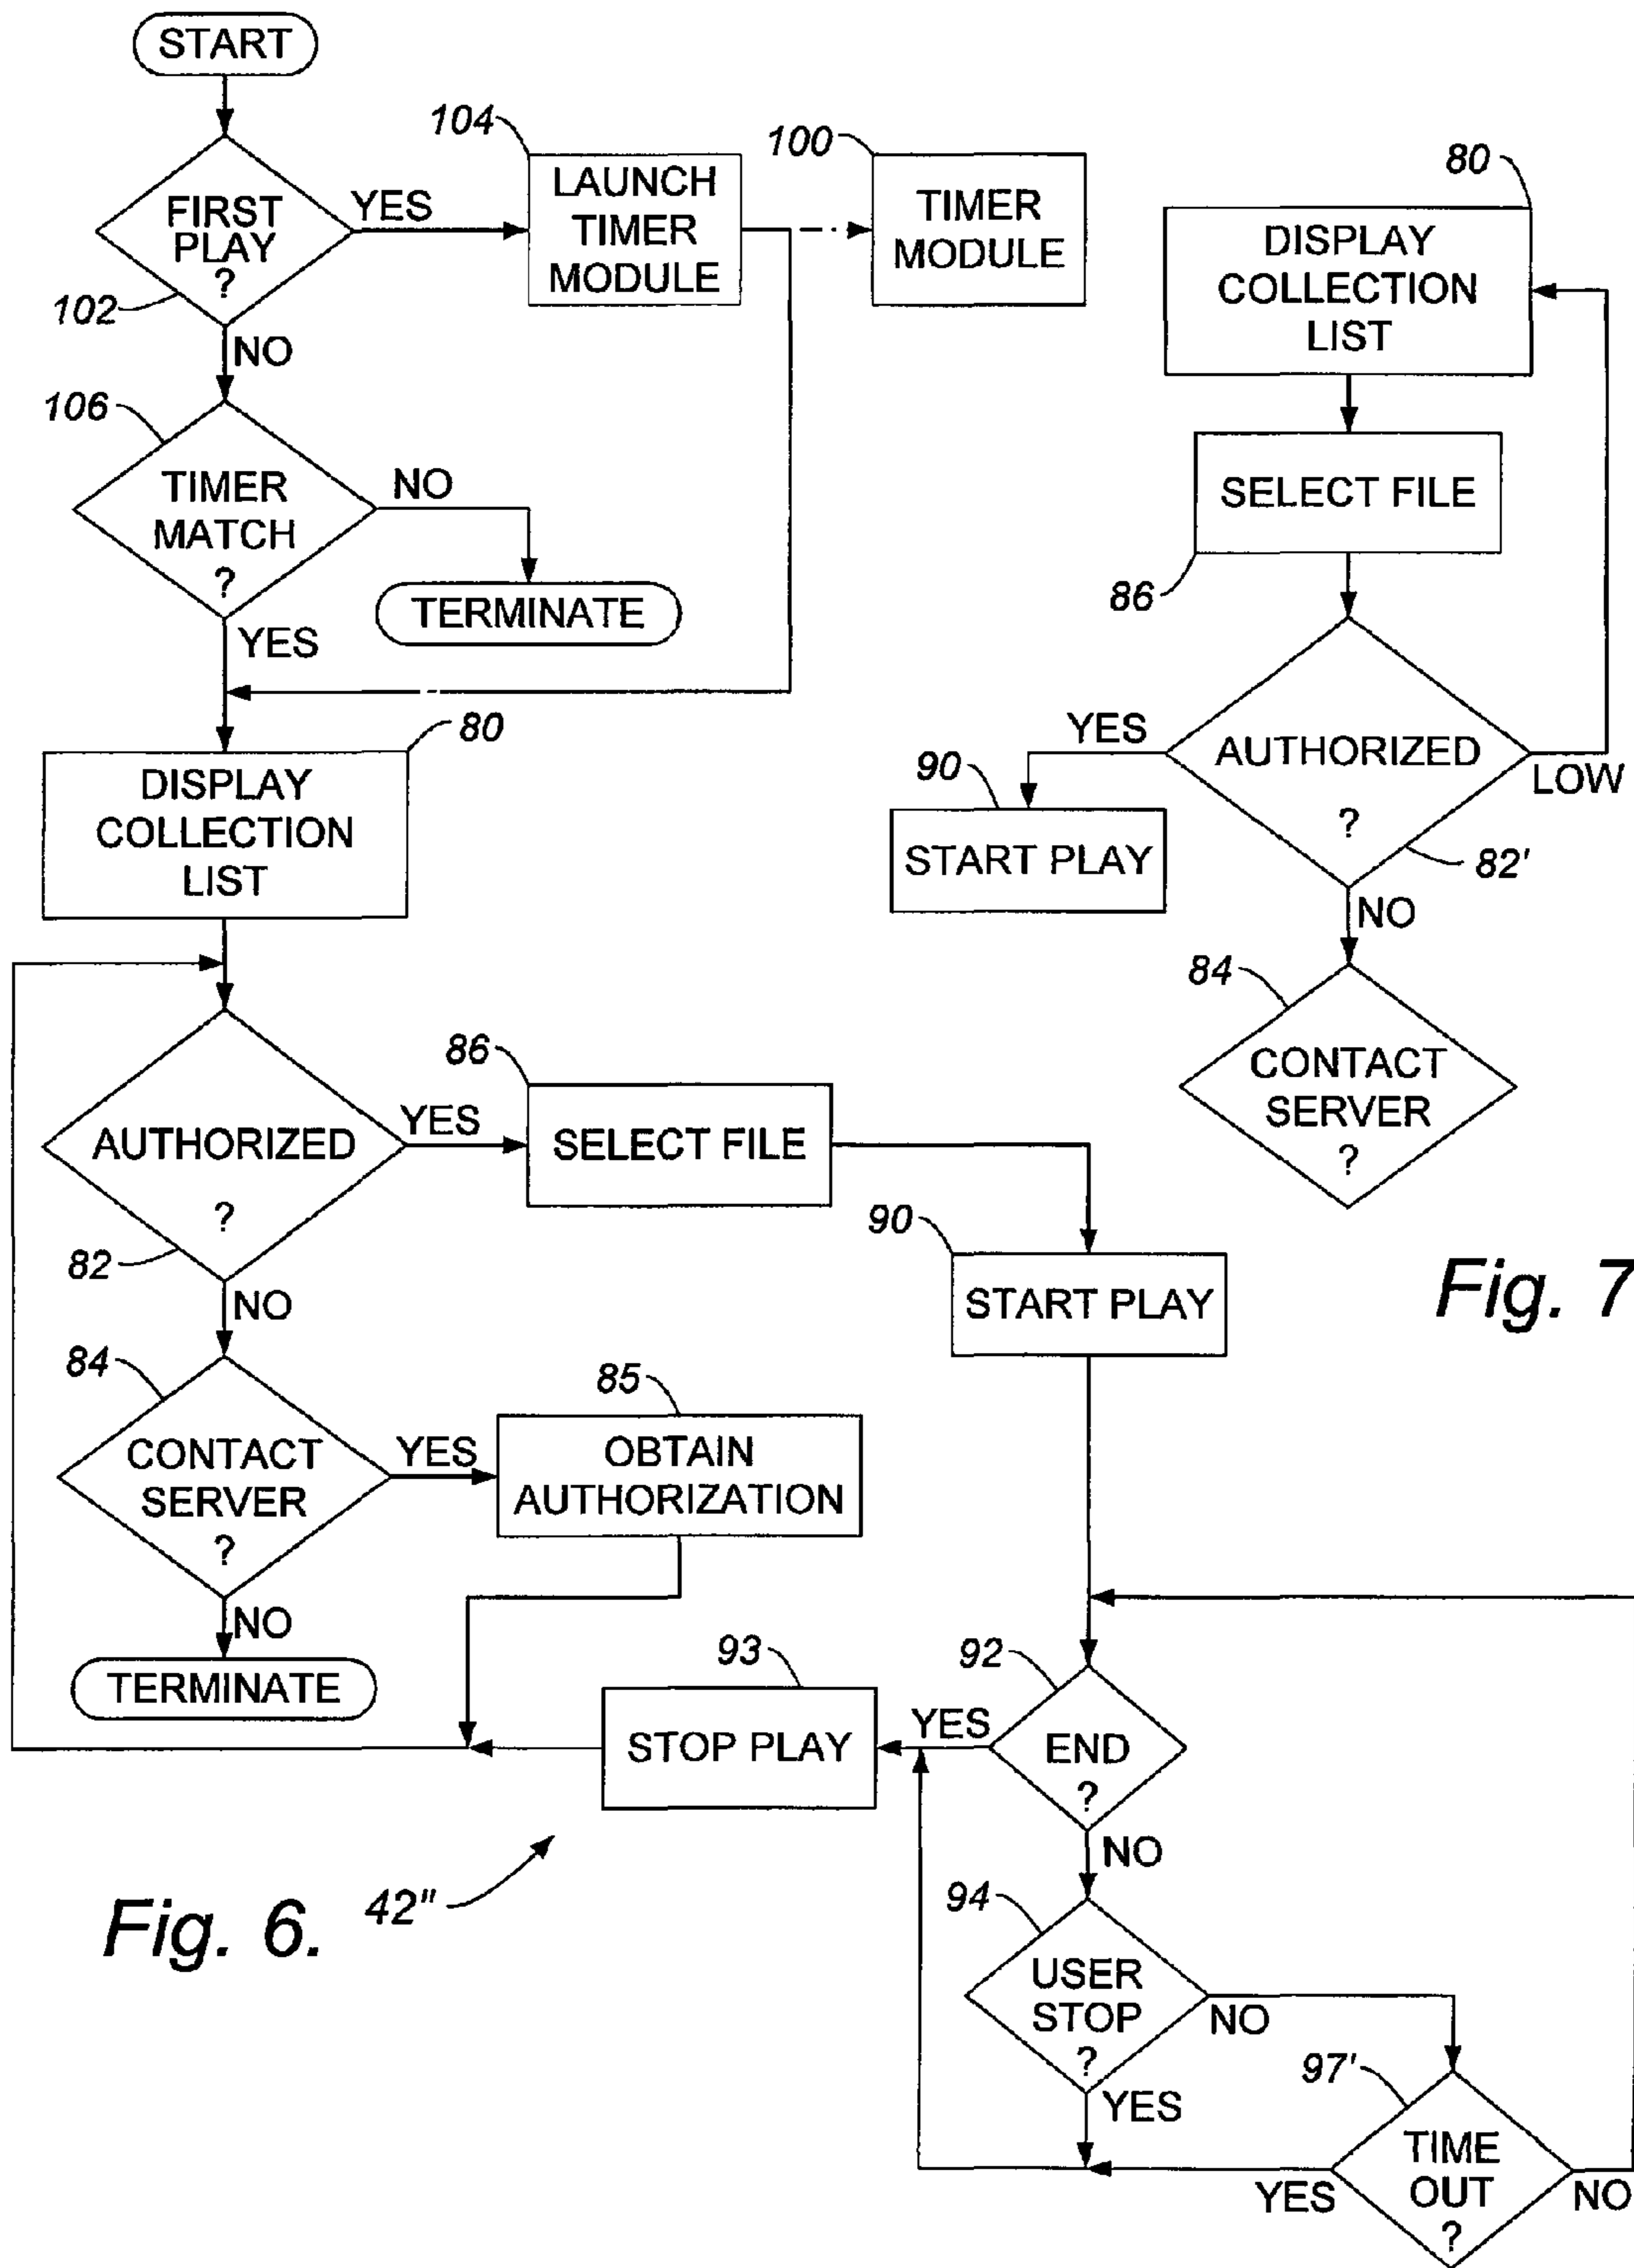 START
FIRST
PLAY
?
102
YES
NO
104
LAUNCH
TIMER
MODULE
100
TIMER
MODULE
106
TIMER
MATCH
?
NO
TERMINATE
YES
80
DISPLAY
COLLECTION
LIST
AUTHORIZED
?
82
YES
NO
86
SELECT FILE
90
START PLAY
84
CONTACT
SERVER
?
YES
NO
85
OBTAIN
AUTHORIZATION
TERMINATE
93
STOP PLAY
92
YES
END
?
NO
94
USER
STOP
?
NO
YES
97'
TIME
OUT
?
YES
NO
Fig. 6.
42"
80
DISPLAY
COLLECTION
LIST
SELECT FILE
86
YES
AUTHORIZED
?
LOW
82'
90
START PLAY
NO
84
CONTACT
SERVER
?
Fig. 7